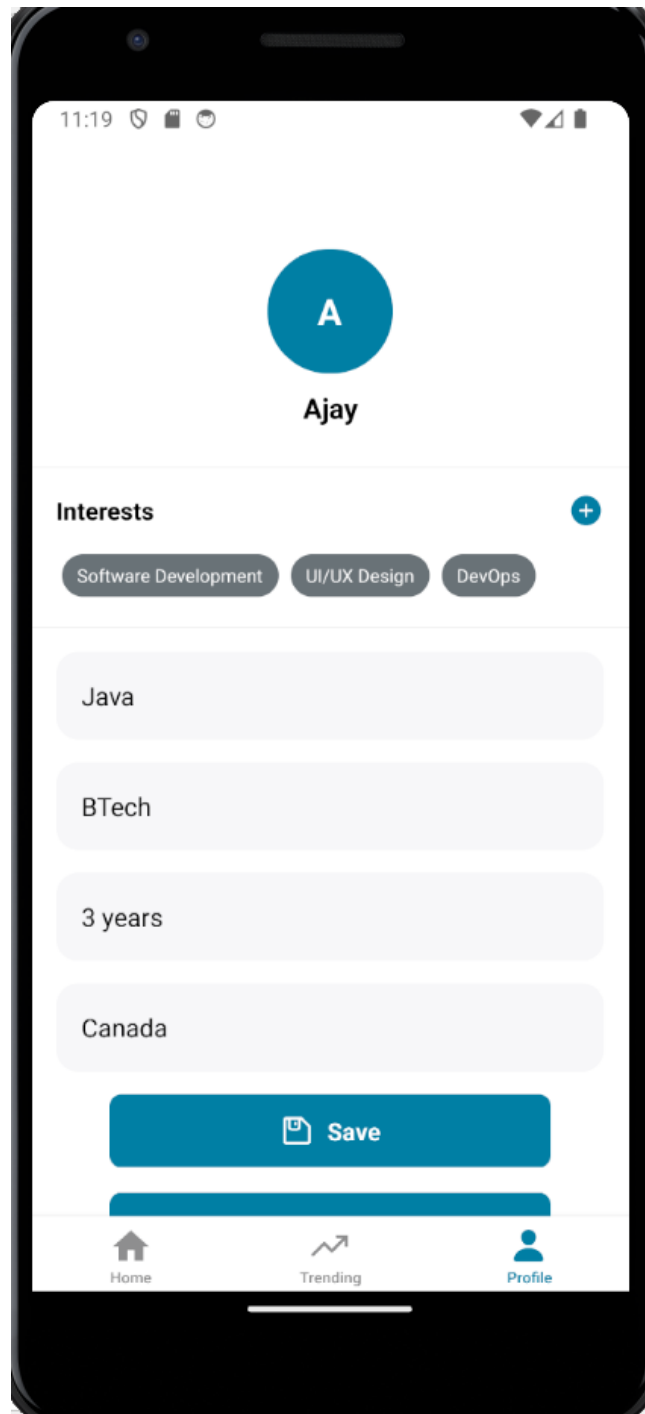 11:19
A
Ajay
Interests
Software Development UI/UX Design DevOps
Java
BTech
3 years
Canada
Save
Home Trending Profile